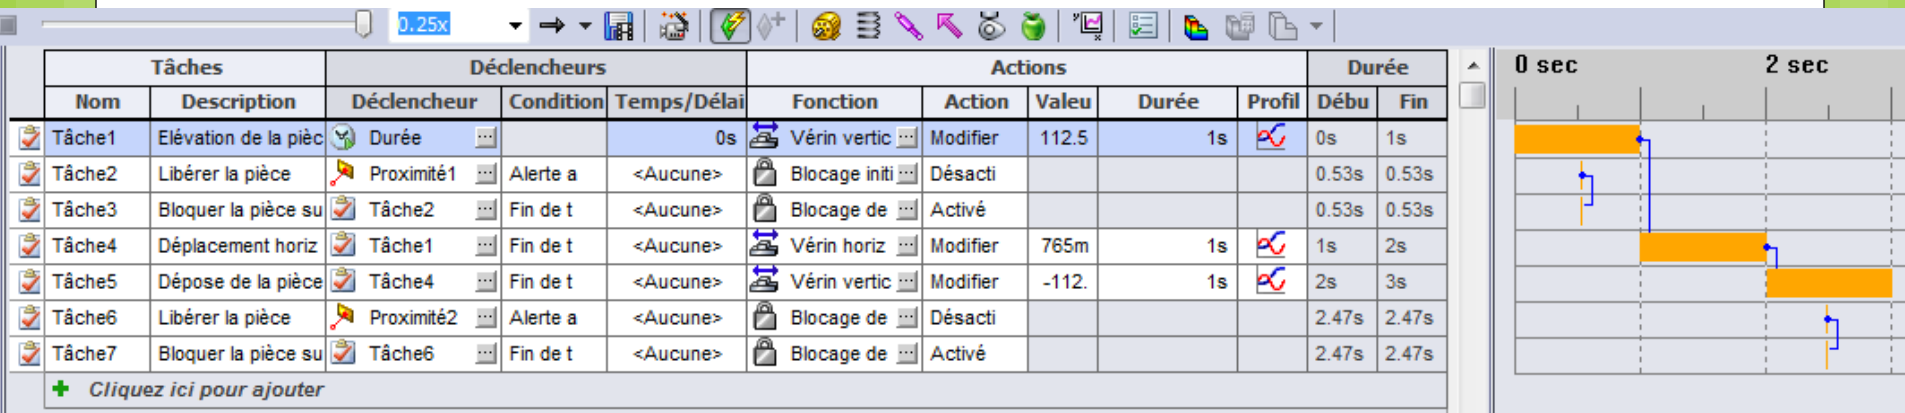 0.25x
0 sec 2 sec
Tâches Déclencheurs Actions Durée
Nom Description Déclencheur Condition Temps/Délai Fonction Action Valeu Durée Profil Débu Fin
Tâche1 Elévation de la pièc Durée ... 0s Vérin vertic ... Modifier 112.5 1s 0s 1s
Tâche2 Libérer la pièce Proximité1 ... Alerte a <Aucune> Blocage initi ... Désacti 0.53s 0.53s
Tâche3 Bloquer la pièce su Tâche2 ... Fin de t <Aucune> Blocage de ... Activé 0.53s 0.53s
Tâche4 Déplacement horiz Tâche1 ... Fin de t <Aucune> Vérin horiz ... Modifier 765m 1s 1s 2s
Tâche5 Dépose de la pièce Tâche4 ... Fin de t <Aucune> Vérin vertic ... Modifier -112. 1s 2s 3s
Tâche6 Libérer la pièce Proximité2 ... Alerte a <Aucune> Blocage de ... Désacti 2.47s 2.47s
Tâche7 Bloquer la pièce su Tâche6 ... Fin de t <Aucune> Blocage de ... Activé 2.47s 2.47s
Cliquez ici pour ajouter